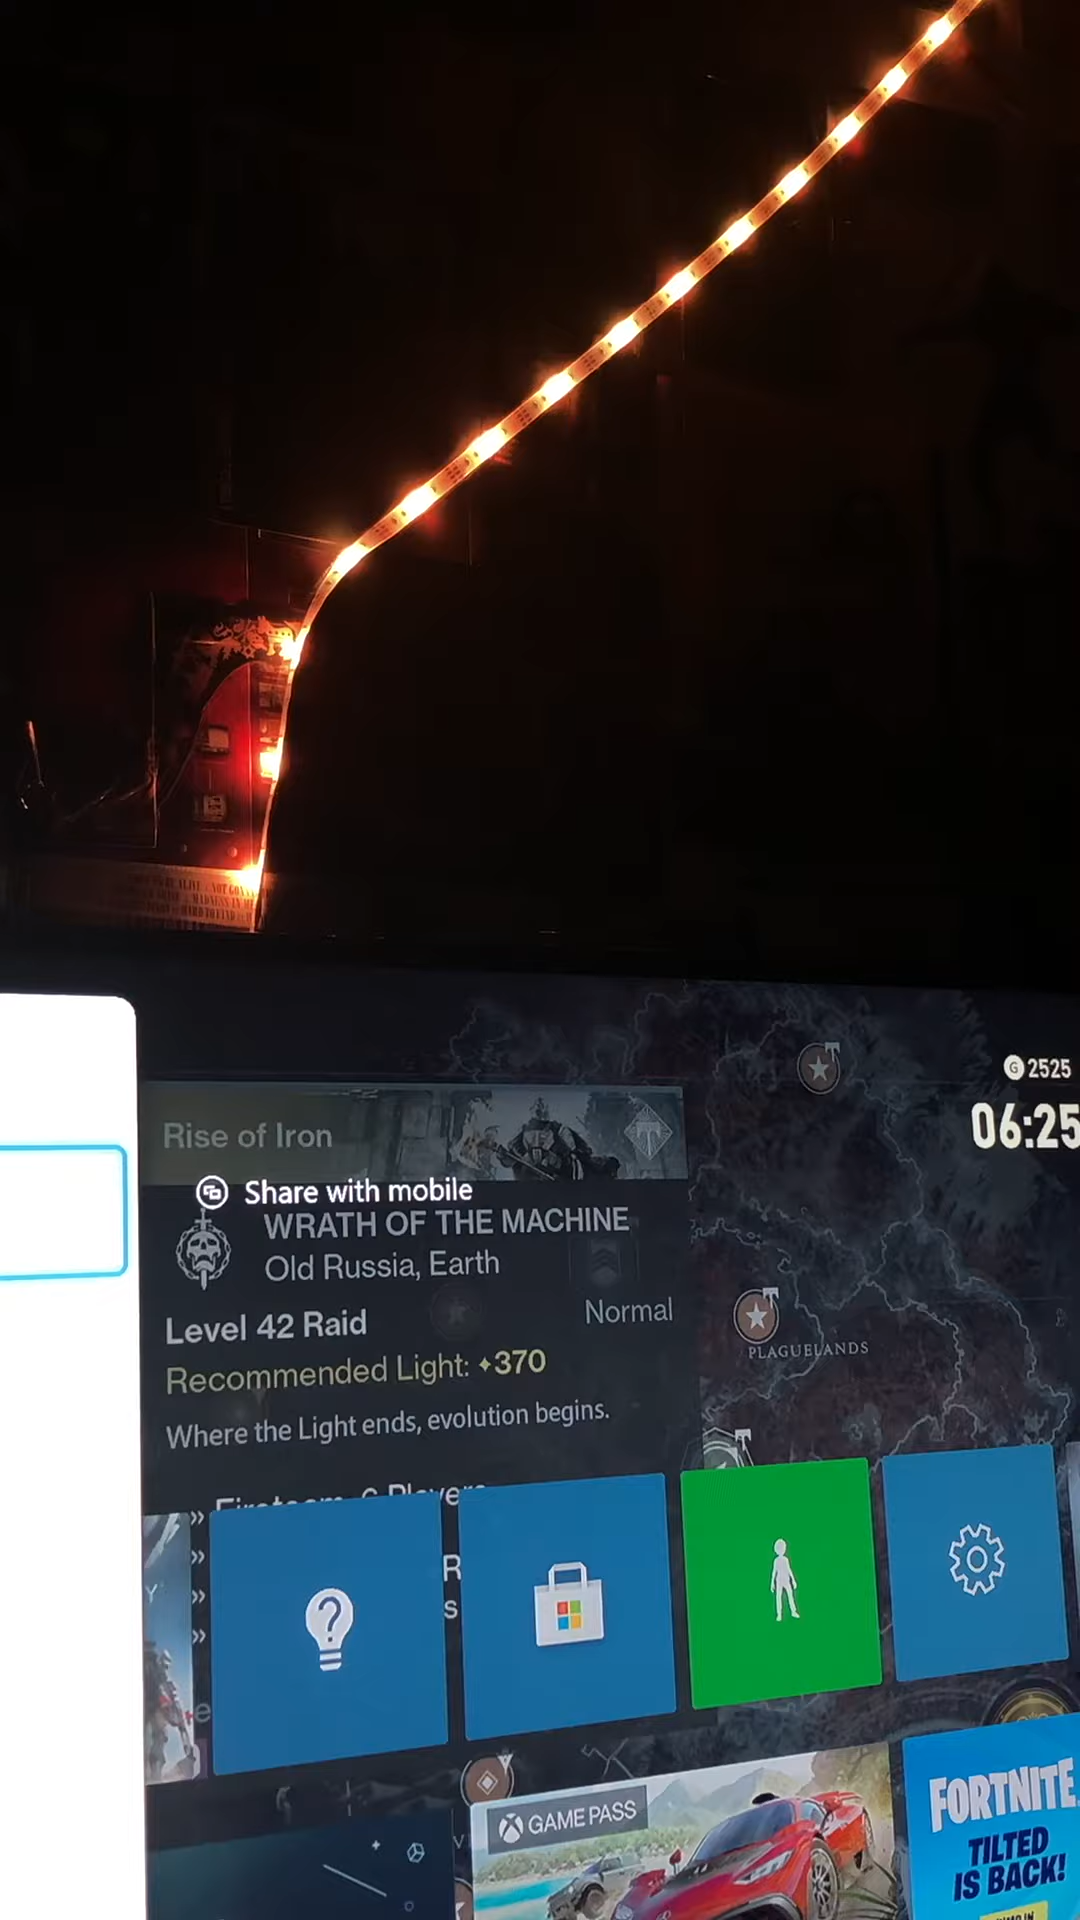 2525
06:25
Rise of Iron
Share with mobile
WRATH OF THE MACHINE
Old Russia, Earth
Level 42 Raid
Normal
Recommended Light: 370
Where the Light ends, evolution begins.
PLAGUELANDS
GAME PASS
FORTNITE
TILTED
IS BACK!